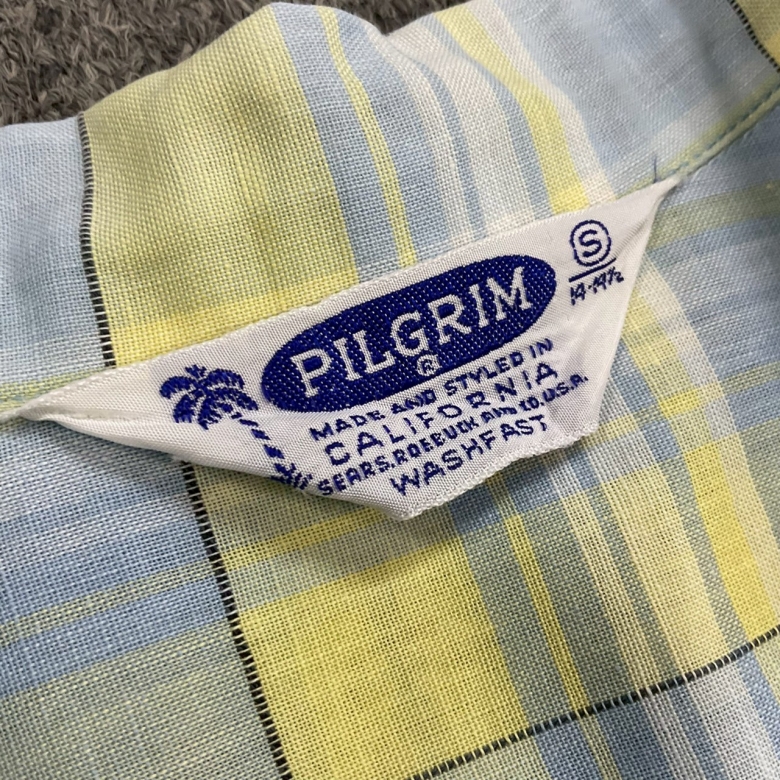 PILGRIM
®
S
14-14½
MADE AND STYLED IN
CALIFORNIA
SEARS, ROEBUCK AND CO. U.S.A.
WASHFAST